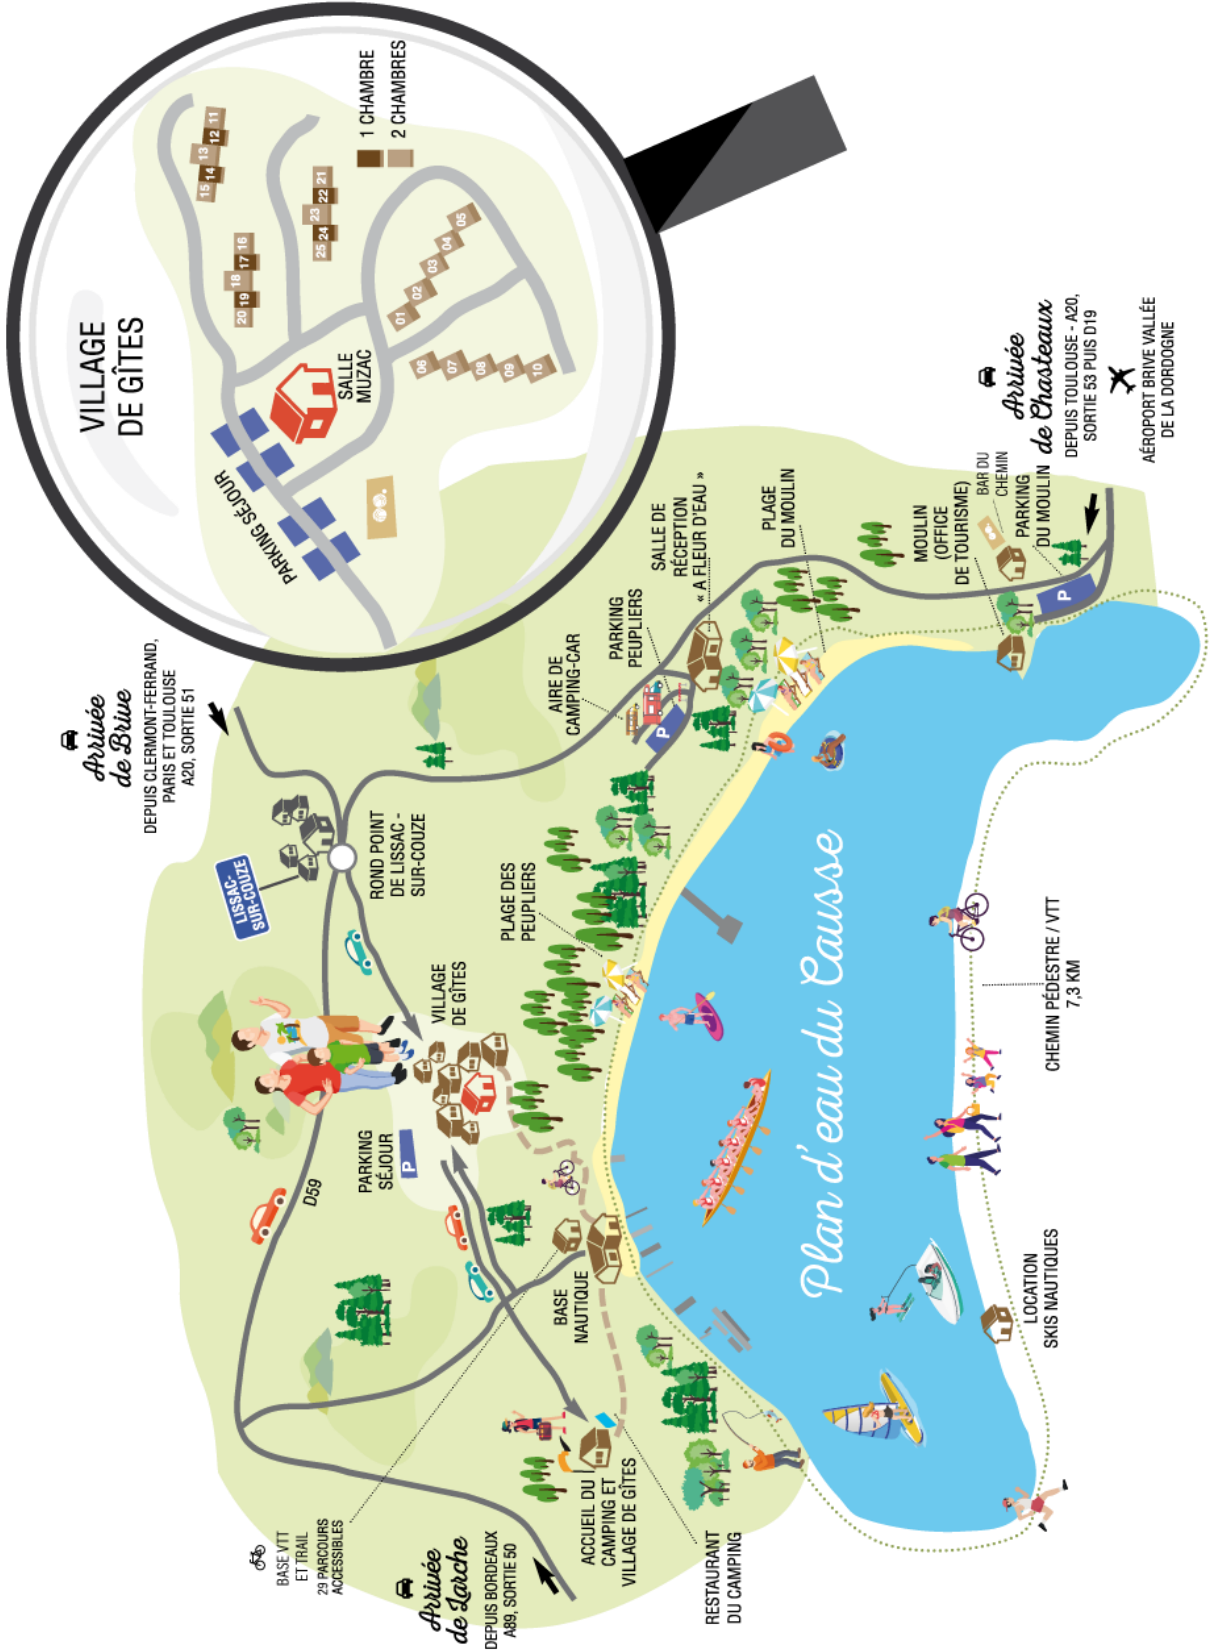 VILLAGE
DE GÎTES
PARKING SÉJOUR
SALLE
MUZAC
1 CHAMBRE
2 CHAMBRES
15
14
13
12
11
20
19
18
17
16
25
24
23
22
21
01
02
03
04
05
06
07
08
09
10
Arrivée
de Brive
DEPUIS CLERMONT-FERRAND,
PARIS ET TOULOUSE
A20, SORTIE 51
LISSAC-
SUR-COUZE
ROND POINT
DE LISSAC -
SUR-COUZE
D59
PARKING
SÉJOUR
P
VILLAGE
DE GÎTES
BASE VTT
ET TRAIL
29 PARCOURS
ACCESSIBLES
Arrivée
de Larche
DEPUIS BORDEAUX
A89, SORTIE 50
ACCUEIL DU
CAMPING ET
VILLAGE DE GÎTES
RESTAURANT
DU CAMPING
BASE
NAUTIQUE
PLAGE DES
PEUPLIERS
AIRE DE
CAMPING-CAR
PARKING
PEUPLIERS
P
SALLE DE
RÉCEPTION
« A FLEUR D'EAU »
PLAGE
DU MOULIN
MOULIN
(OFFICE
DE TOURISME)
BAR DU
CHEMIN
PARKING
DU MOULIN
P
Arrivée
de Chasteaux
DEPUIS TOULOUSE - A20,
SORTIE 53 PUIS D19
AÉROPORT BRIVE VALLÉE
DE LA DORDOGNE
Plan d'eau du Causse
LOCATION
SKIS NAUTIQUES
CHEMIN PÉDESTRE / VTT
7,3 KM